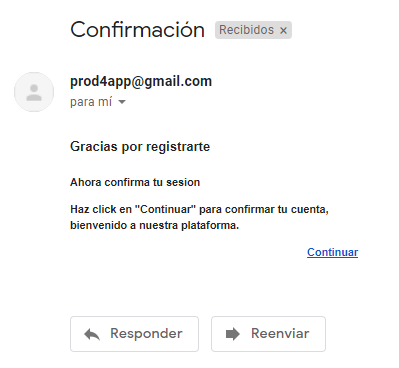 Confirmación Recibidos ×
prod4app@gmail.com
para mí
Gracias por registrarte
Ahora confirma tu sesion
Haz click en "Continuar" para confirmar tu cuenta,
bienvenido a nuestra plataforma.
Continuar
Responder Reenviar